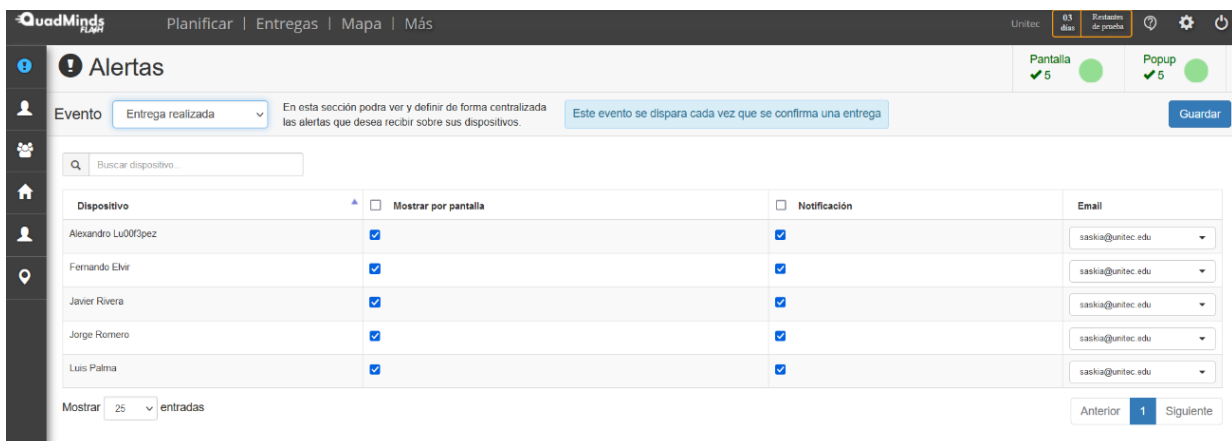 QuadMinds
FLASH
Planificar | Entregas | Mapa | Más
Unitec
03 días
Restantes de prueba
Alertas
Pantalla
5
Popup
5
Evento
Entrega realizada
En esta sección podra ver y definir de forma centralizada
las alertas que desea recibir sobre sus dispositivos.
Este evento se dispara cada vez que se confirma una entrega
Guardar
Buscar dispositivo...
Dispositivo Mostrar por pantalla Notificación Email
Alexandro Lu00f3pez saskia@unitec.edu
Fernando Elvir saskia@unitec.edu
Javier Rivera saskia@unitec.edu
Jorge Romero saskia@unitec.edu
Luis Palma saskia@unitec.edu
Mostrar 25 entradas
Anterior 1 Siguiente